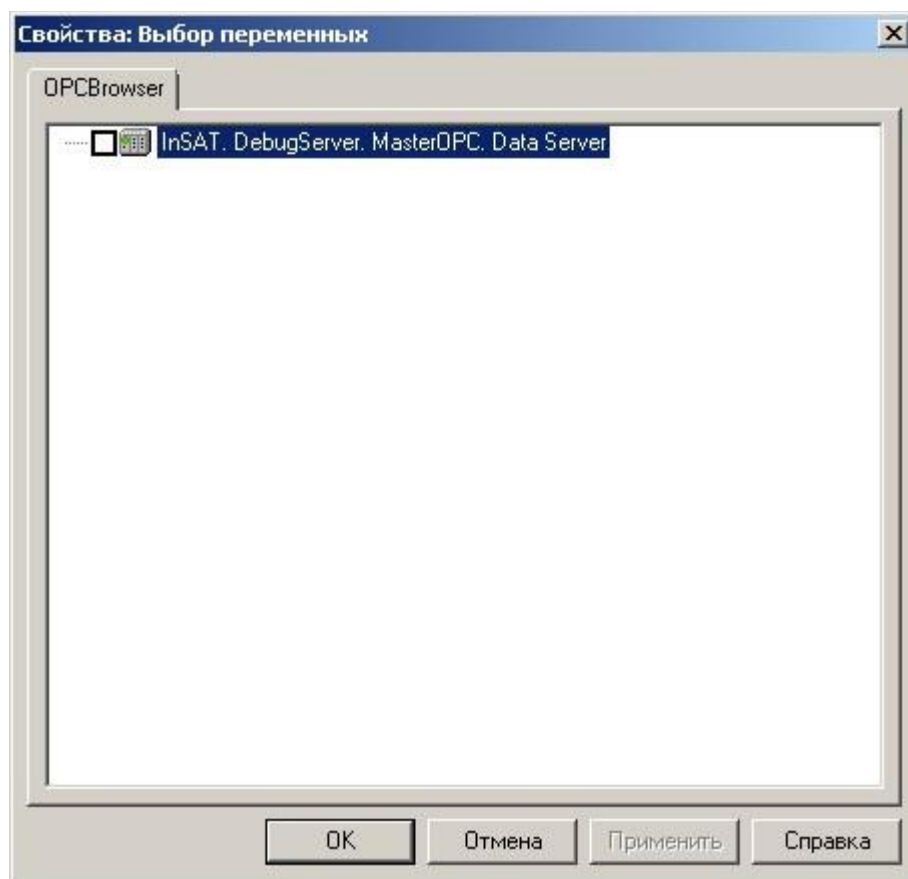 Свойства: Выбор переменных
OPCBrowser
InSAT. DebugServer. MasterOPC. Data Server
OK
Отмена
Применить
Справка